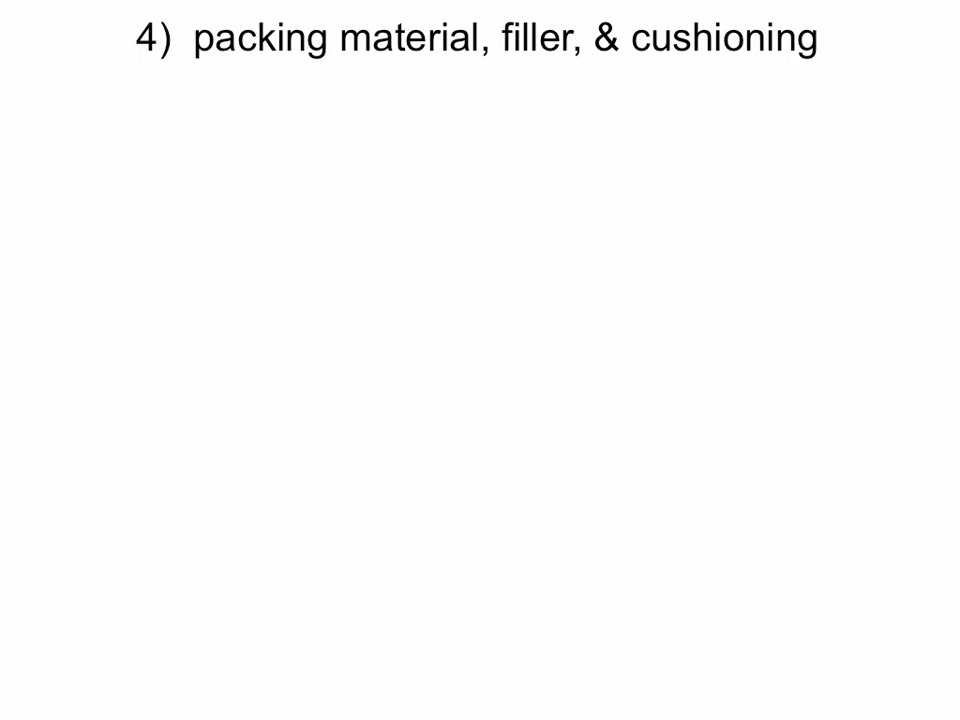 4) packing material, filler, & cushioning